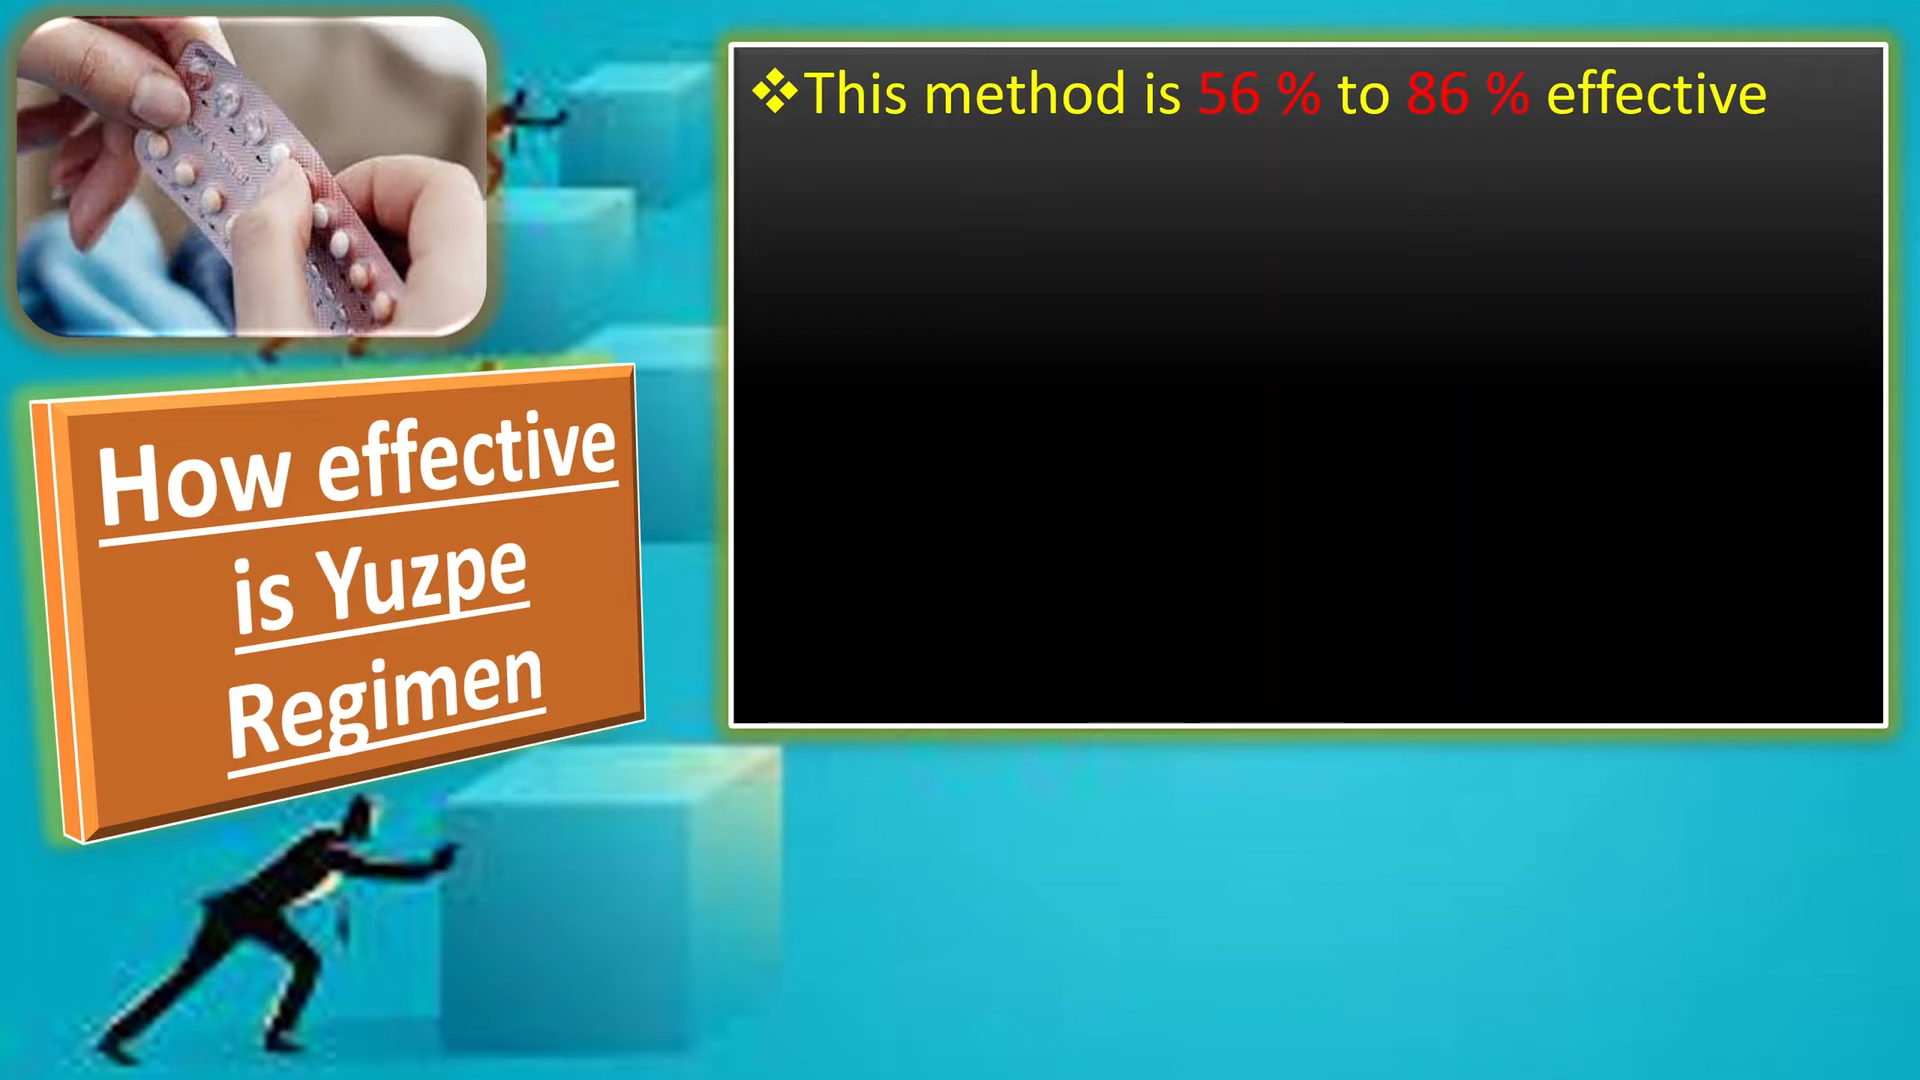 ❖This method is 56 % to 86 % effective
How effective
is Yuzpe
Regimen